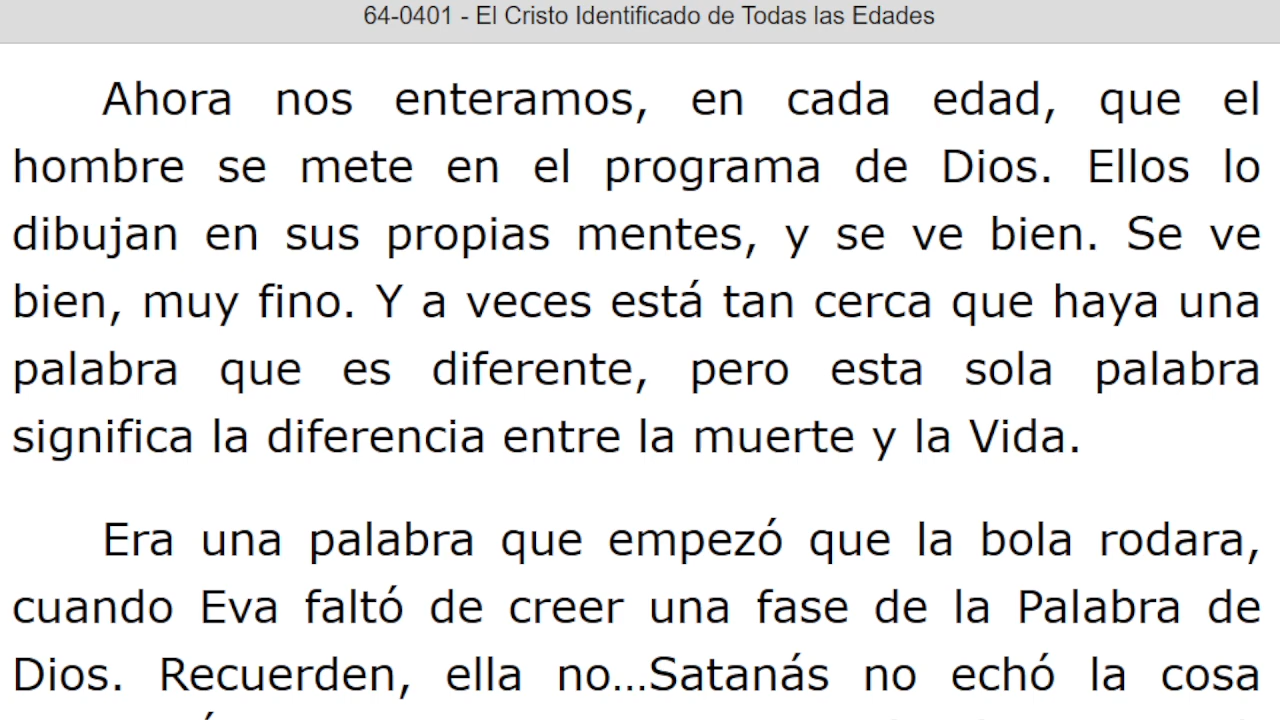 64-0401 - El Cristo Identificado de Todas las Edades
Ahora nos enteramos, en cada edad, que el
hombre se mete en el programa de Dios. Ellos lo
dibujan en sus propias mentes, y se ve bien. Se ve
bien, muy fino. Y a veces está tan cerca que haya una
palabra que es diferente, pero esta sola palabra
significa la diferencia entre la muerte y la Vida.
Era una palabra que empezó que la bola rodara,
cuando Eva faltó de creer una fase de la Palabra de
Dios. Recuerden, ella no...Satanás no echó la cosa